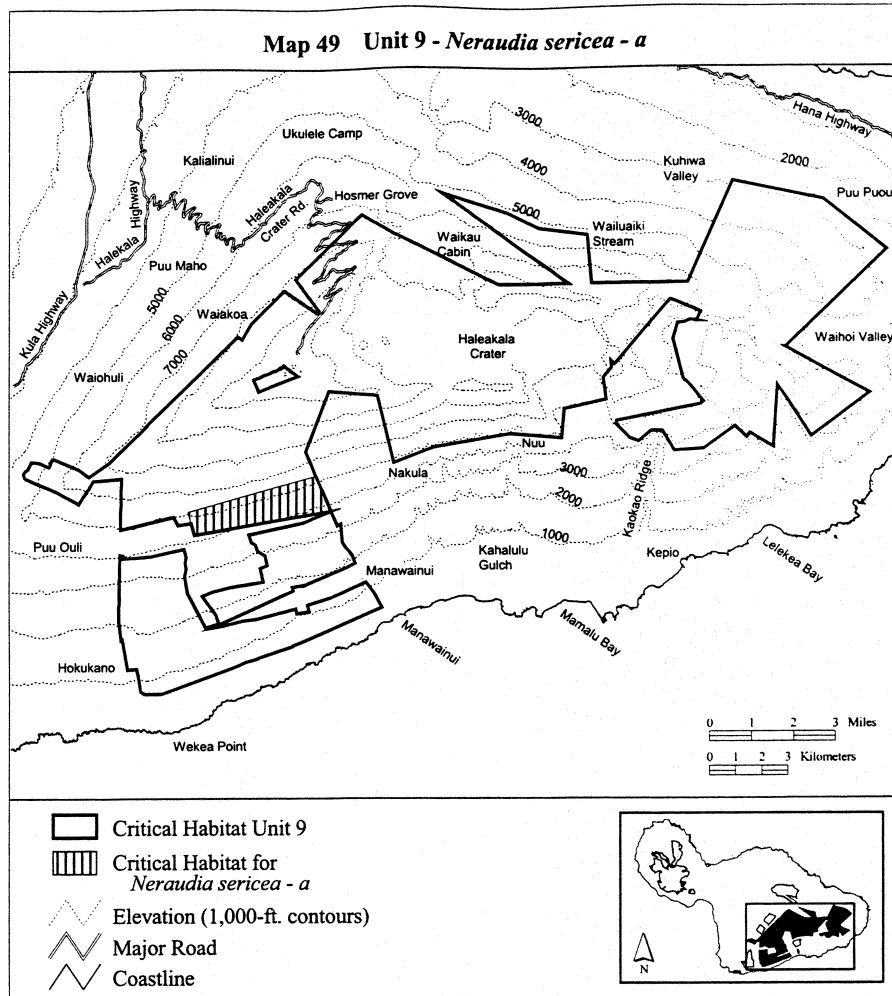 Map 49 Unit 9 - Neraudia sericea - a
3000
Hana Highway
Ukulele Camp
Kalialinui
4000
Kuhiwa
Valley
2000
Haleakala
Crater Rd.
Hosmer Grove
5000
Puu Puou
Highway
Halekala
Waikau
Cabin
Wailuaiki
Stream
Puu Maho
Kula Highway
5000
6000
7000
Waiakoa
Haleakala
Crater
Waihoi Valley
Waiohuli
Nuu
Nakula
3000
2000
1000
Kaokao Ridge
Puu Ouli
Manawainui
Kahalulu
Gulch
Kepio
Lelekea Bay
Manawainui
Mamalu Bay
Hokukano
Wekea Point
0 1 2 3 Miles
0 1 2 3 Kilometers
Critical Habitat Unit 9
Critical Habitat for
Neraudia sericea - a
Elevation (1,000-ft. contours)
Major Road
Coastline
N